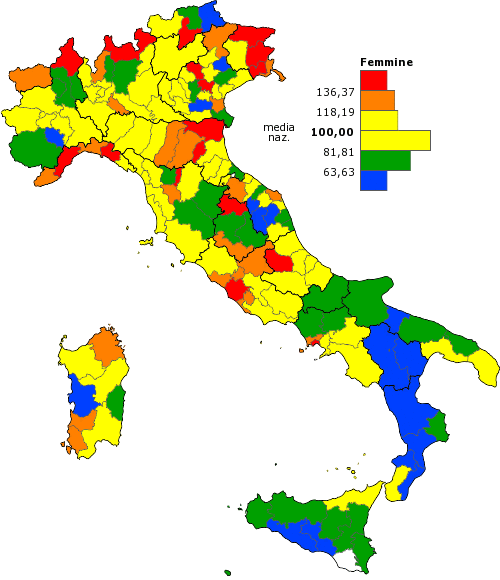 Femmine
136,37
118,19
media
naz.
100,00
81,81
63,63